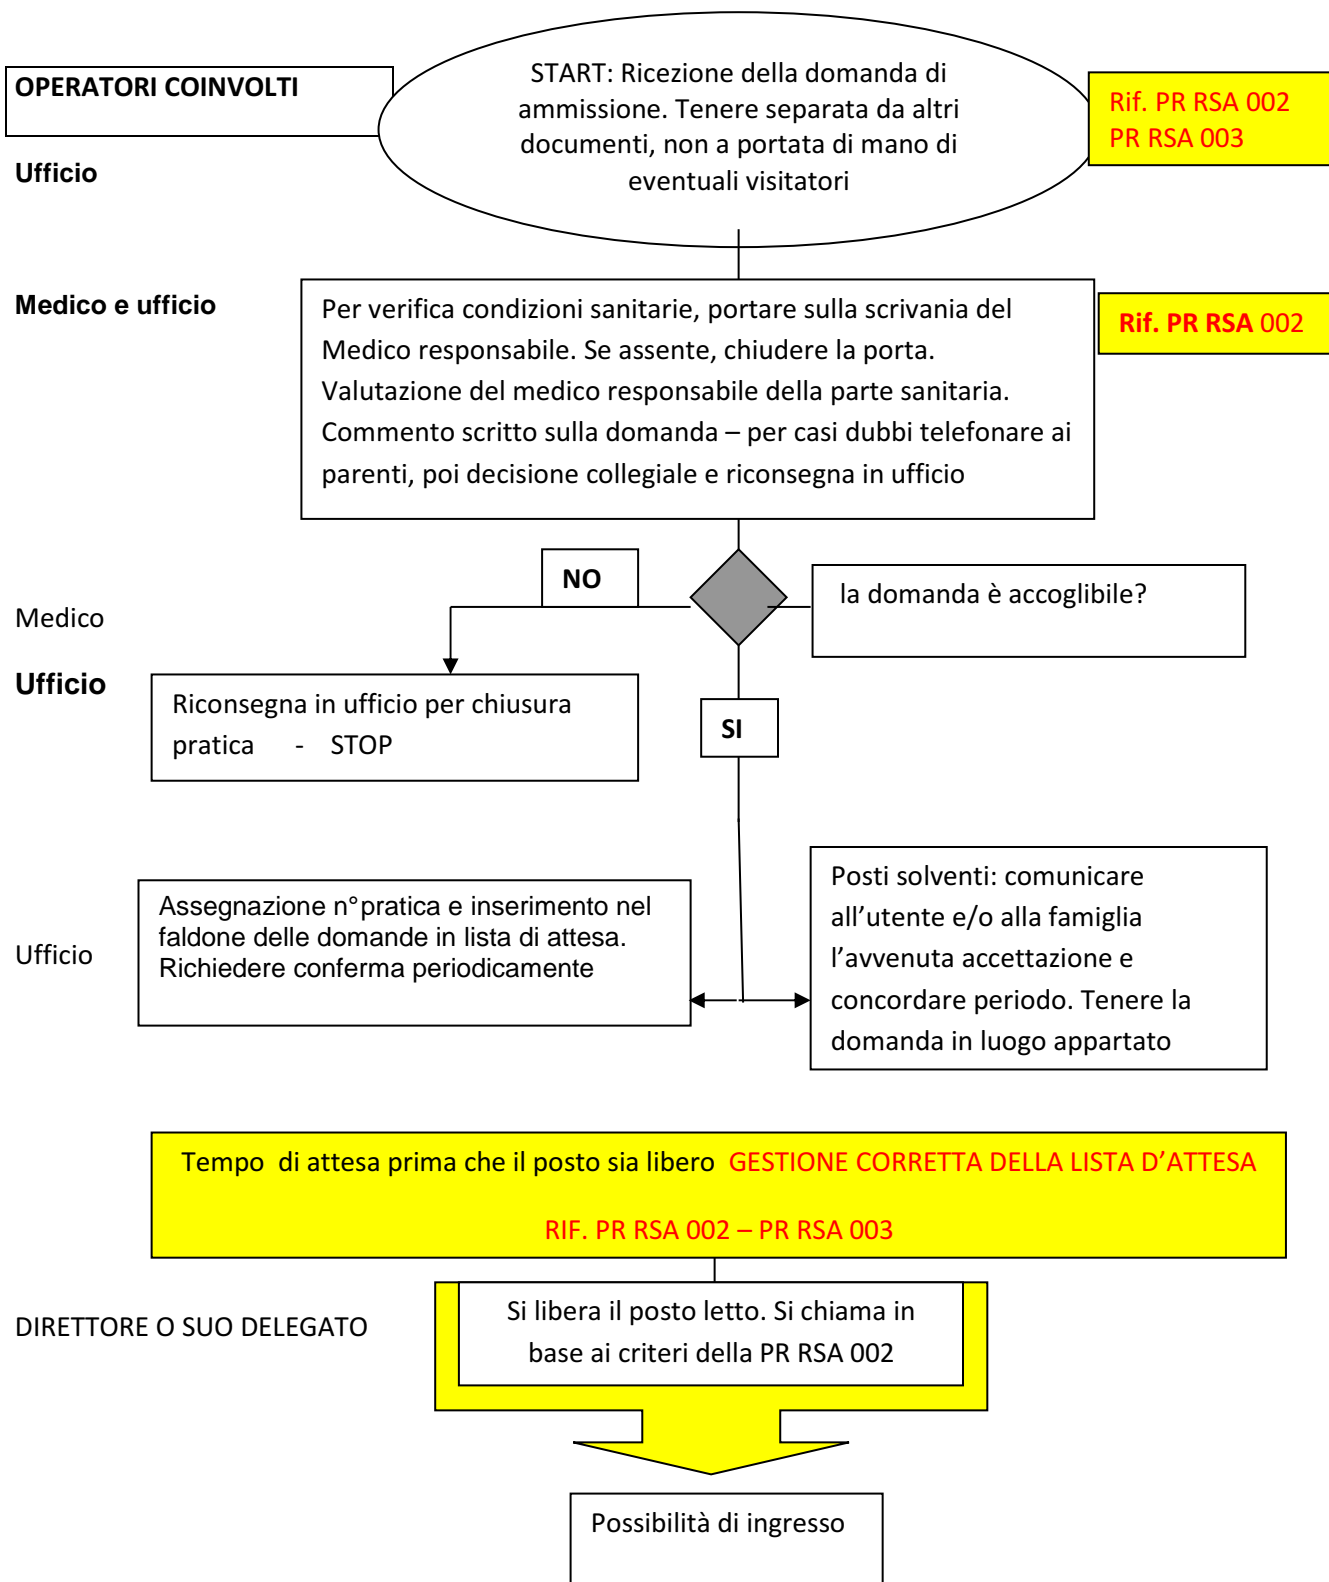 OPERATORI COINVOLTI
START: Ricezione della domanda di
ammissione. Tenere separata da altri
documenti, non a portata di mano di
eventuali visitatori
Rif. PR RSA 002
PR RSA 003
Ufficio
Medico e ufficio
Per verifica condizioni sanitarie, portare sulla scrivania del
Medico responsabile. Se assente, chiudere la porta.
Valutazione del medico responsabile della parte sanitaria.
Commento scritto sulla domanda – per casi dubbi telefonare ai
parenti, poi decisione collegiale e riconsegna in ufficio
Rif. PR RSA 002
NO
la domanda è accoglibile?
Medico
Ufficio
Riconsegna in ufficio per chiusura
pratica - STOP
SI
Ufficio
Assegnazione n° pratica e inserimento nel
faldone delle domande in lista di attesa.
Richiedere conferma periodicamente
Posti solventi: comunicare
all’utente e/o alla famiglia
l’avvenuta accettazione e
concordare periodo. Tenere la
domanda in luogo appartato
Tempo di attesa prima che il posto sia libero GESTIONE CORRETTA DELLA LISTA D’ATTESA
RIF. PR RSA 002 – PR RSA 003
DIRETTORE O SUO DELEGATO
Si libera il posto letto. Si chiama in
base ai criteri della PR RSA 002
Possibilità di ingresso